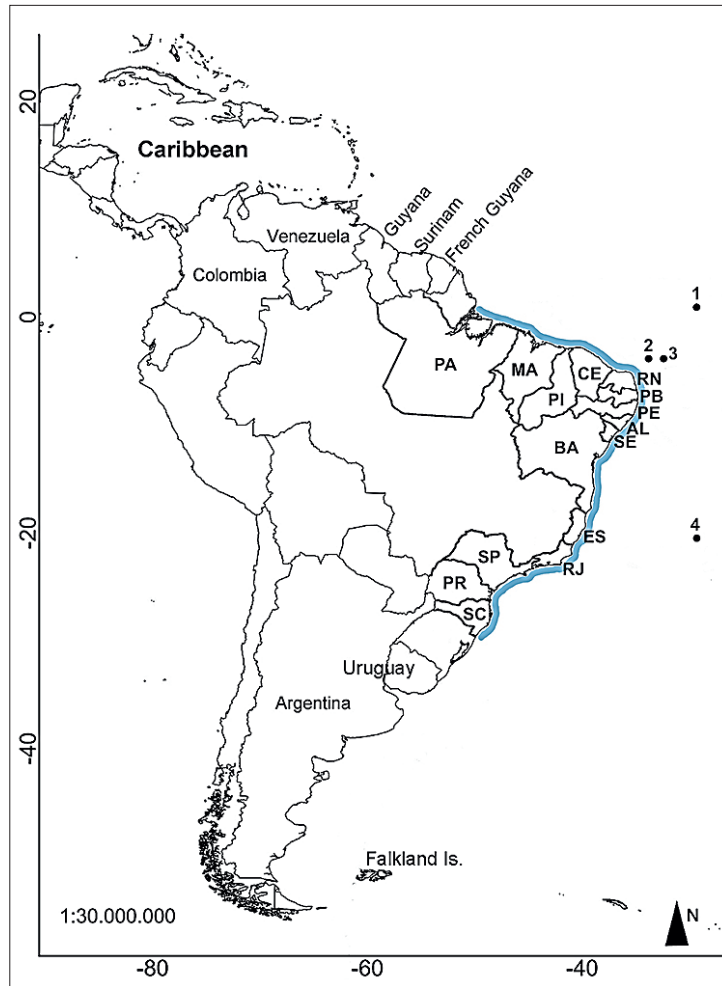 20
Caribbean
Guyana
Surinam
French Guyana
Venezuela
Colombia
1
0
2
3
PA
MA
CE
RN
PI
PB
PE
AL
SE
BA
-20
ES
4
SP
RJ
PR
SC
Uruguay
Argentina
-40
Falkland Is.
1:30.000.000
N
-80
-60
-40